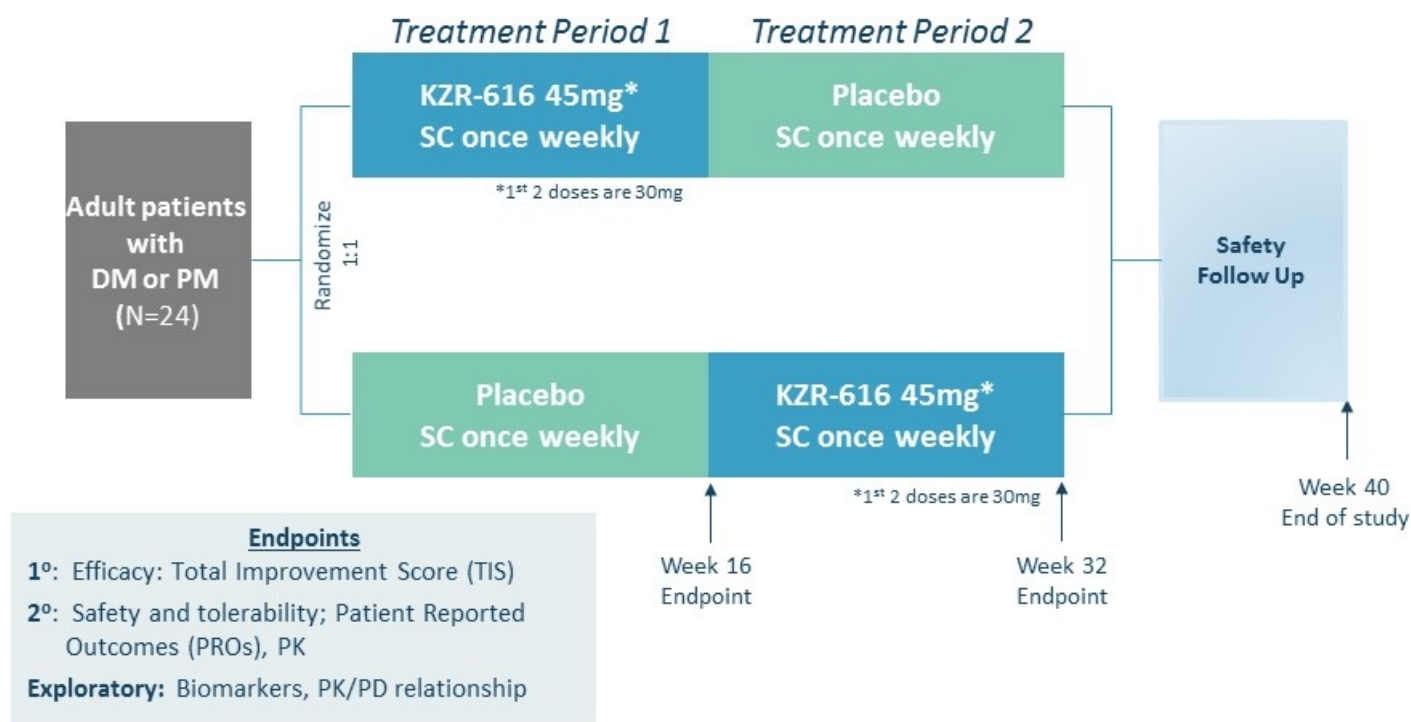 Treatment Period 1
Treatment Period 2
KZR-616 45mg*
SC once weekly
Placebo
SC once weekly
*1st 2 doses are 30mg
Adult patients
with
DM or PM
(N=24)
Randomize
1:1
Safety
Follow Up
Placebo
SC once weekly
KZR-616 45mg*
SC once weekly
*1st 2 doses are 30mg
Week 16
Endpoint
Week 32
Endpoint
Week 40
End of study
Endpoints
1º: Efficacy: Total Improvement Score (TIS)
2º: Safety and tolerability; Patient Reported
Outcomes (PROs), PK
Exploratory: Biomarkers, PK/PD relationship